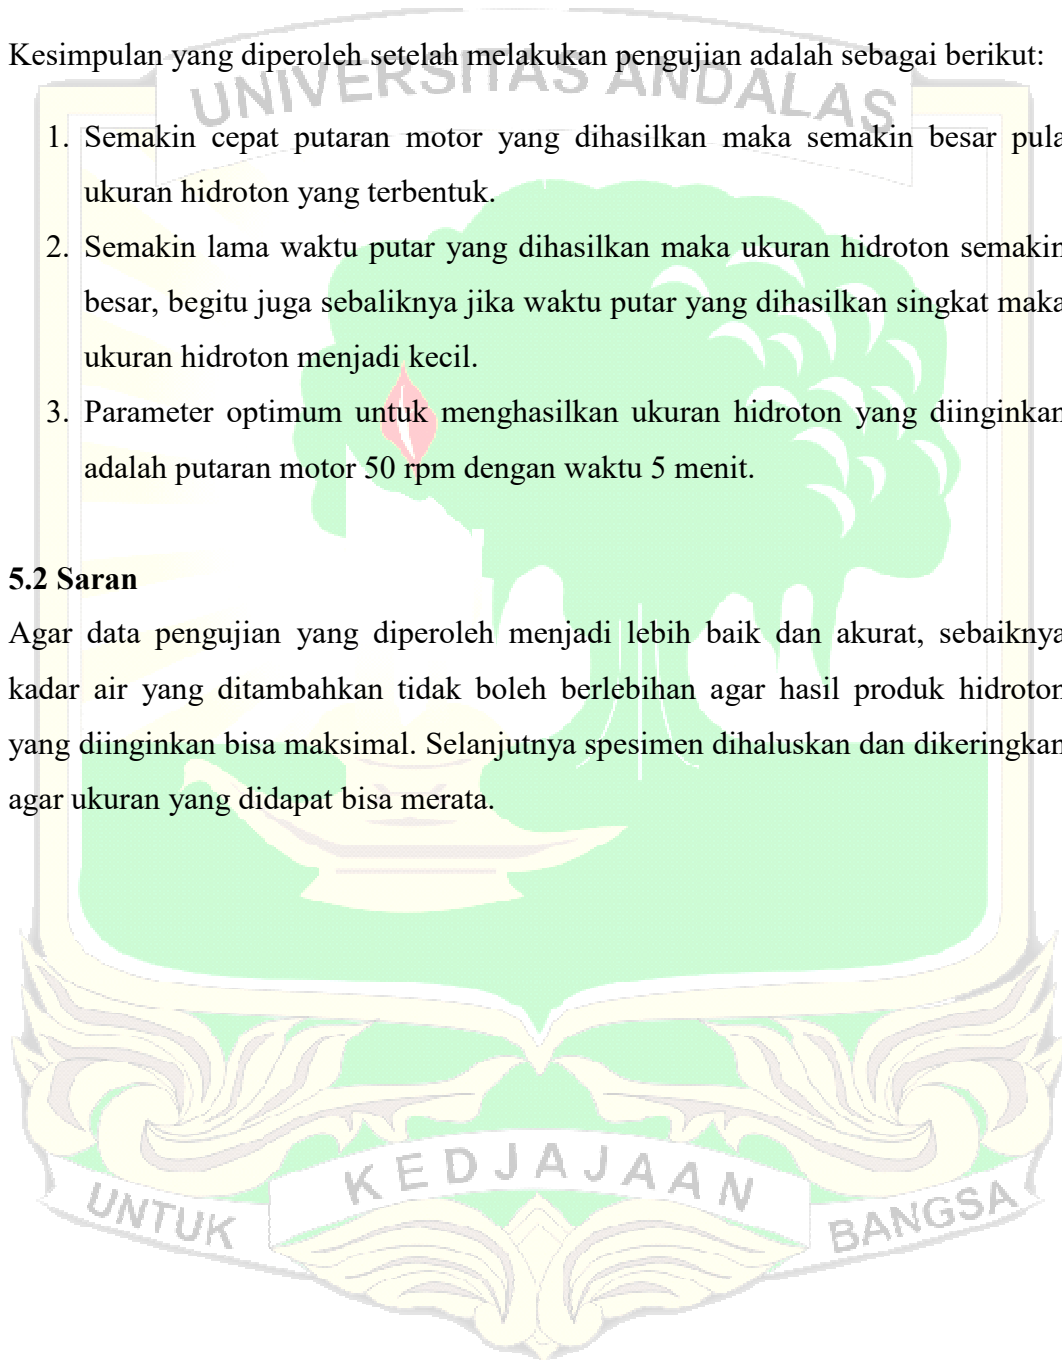 Kesimpulan yang diperoleh setelah melakukan pengujian adalah sebagai berikut:
UNIVERSITAS ANDALAS
1. Semakin cepat putaran motor yang dihasilkan maka semakin besar pula
ukuran hidroton yang terbentuk.
2. Semakin lama waktu putar yang dihasilkan maka ukuran hidroton semakin
besar, begitu juga sebaliknya jika waktu putar yang dihasilkan singkat maka
ukuran hidroton menjadi kecil.
3. Parameter optimum untuk menghasilkan ukuran hidroton yang diinginkan
adalah putaran motor 50 rpm dengan waktu 5 menit.
5.2 Saran
Agar data pengujian yang diperoleh menjadi lebih baik dan akurat, sebaiknya
kadar air yang ditambahkan tidak boleh berlebihan agar hasil produk hidroton
yang diinginkan bisa maksimal. Selanjutnya spesimen dihaluskan dan dikeringkan
agar ukuran yang didapat bisa merata.
UNTUK KEDJAJAAN BANGSA